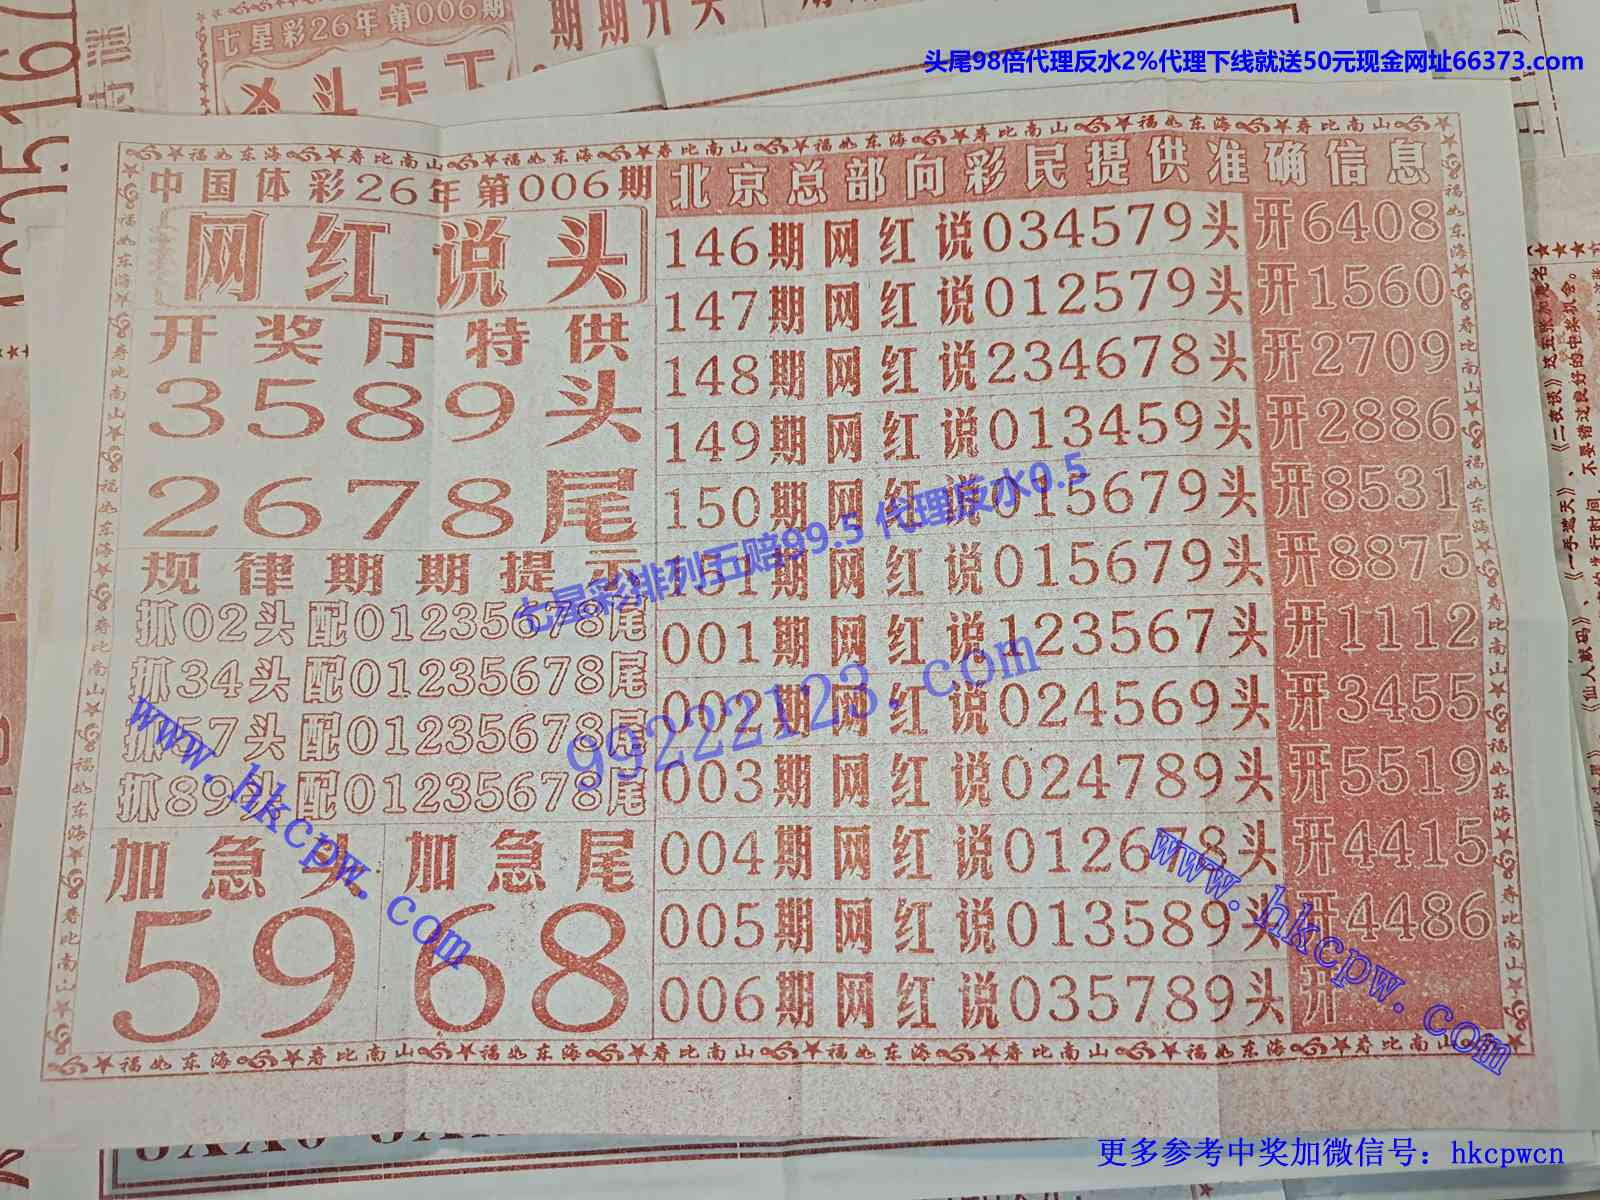 头尾98倍代理反水2%代理下线就送50元现金网址66373.com
七星彩26年第006期
中国体彩26年第006期
网红说头
开奖厅特供
3589头
2678尾
规律期期提示
抓02头配01235678尾
抓34头配01235678尾
抓57头配01235678尾
抓89头配01235678尾
加急头 加急尾
59 68
北京总部向彩民提供准确信息
146期网红说034579头 开6408
147期网红说012579头 开1560
148期网红说234678头 开2709
149期网红说013459头 开2886
150期网红说015679头 开8531
151期网红说015679头 开8875
001期网红说123567头 开1112
002期网红说024569头 开3455
003期网红说024789头 开5519
004期网红说012678头 开4415
005期网红说013589头 开4486
006期网红说035789头 开
福如东海 寿比南山
七星彩排列五赔99.5 代理反水0.5
99222123.com
www.hkcpw.com
www.hkcpw.com
更多参考中奖加微信号：hkcpwcn